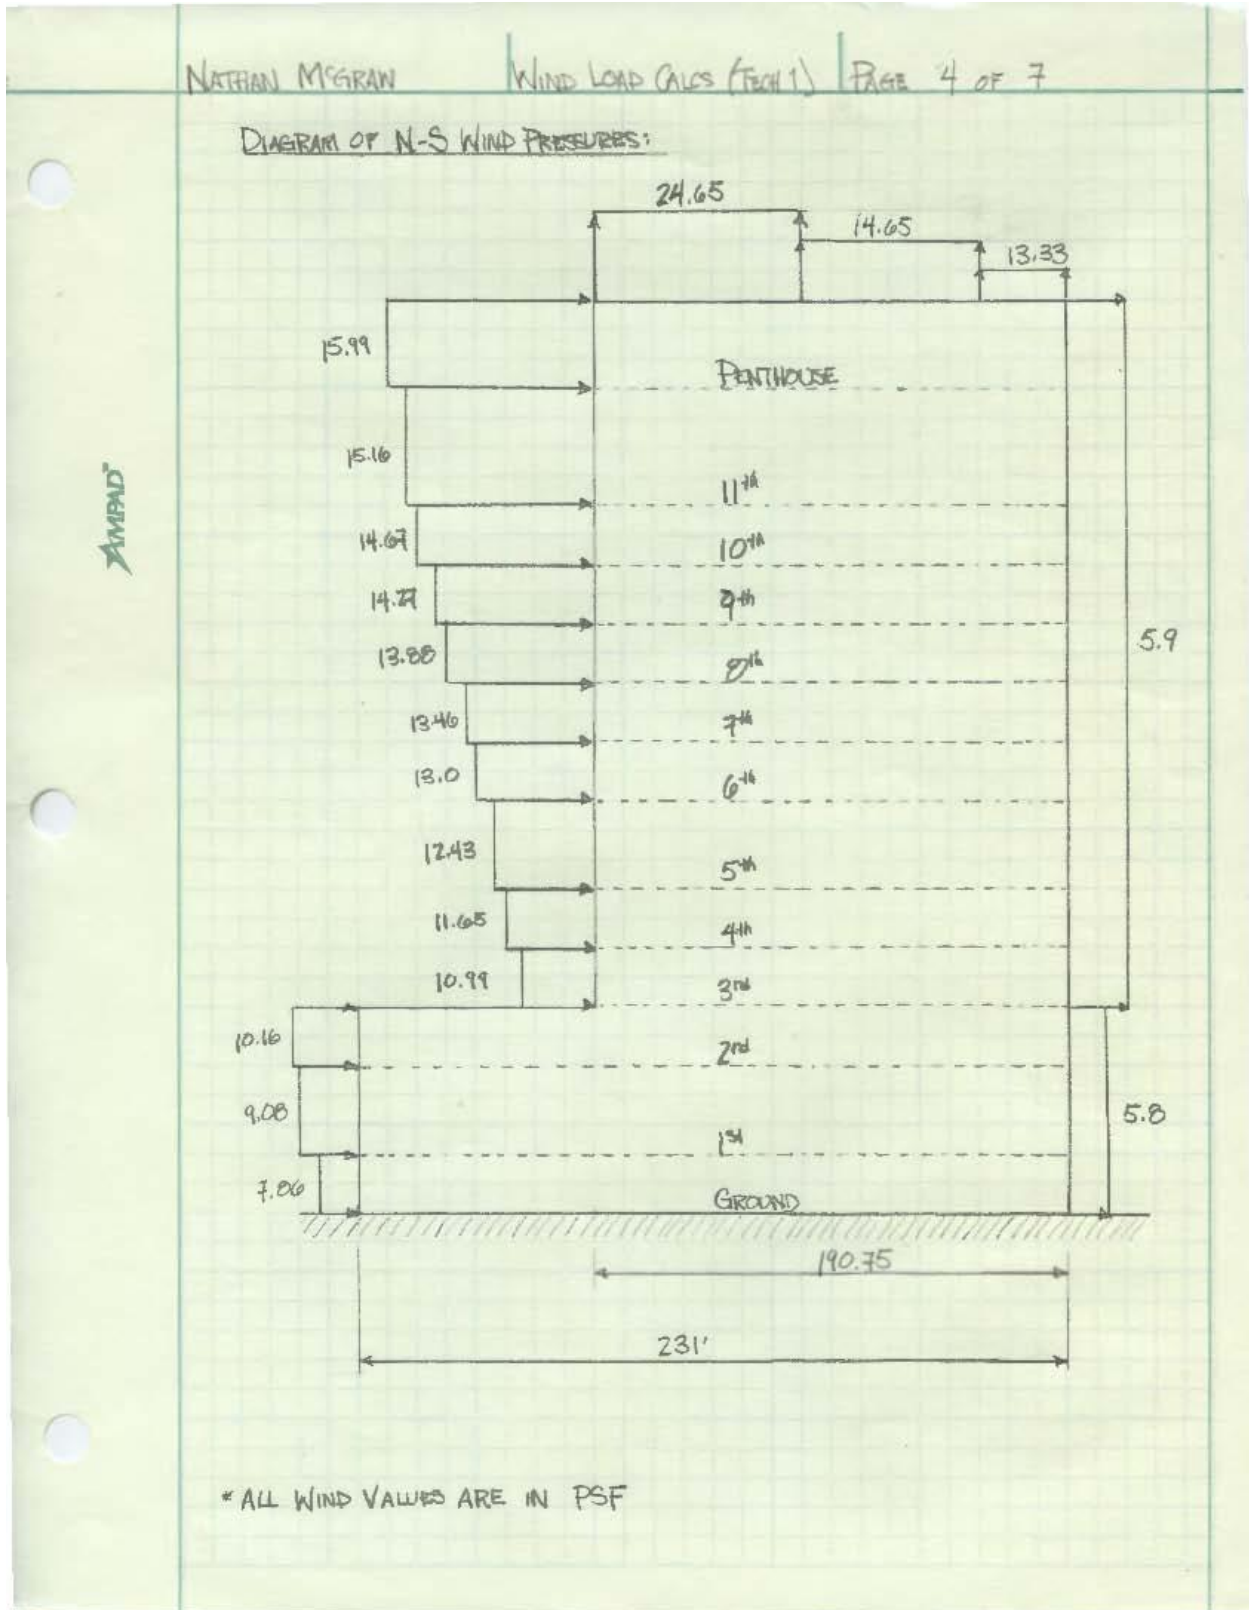 NATHAN McGRAW WIND LOAD CALCS (TECH 1) PAGE 4 OF 7
DIAGRAM OF N-S WIND PRESSURES:
24.65
14.65
13.33
15.99
PENTHOUSE
15.16
11th
AMPAD™
14.67
10th
14.27
9th
13.88
8th
5.9
13.46
7th
13.0
6th
12.43
5th
11.65
4th
10.99
3rd
10.16
2nd
9.08
5.8
1st
7.86
GROUND
190.75
231'
* ALL WIND VALUES ARE IN PSF